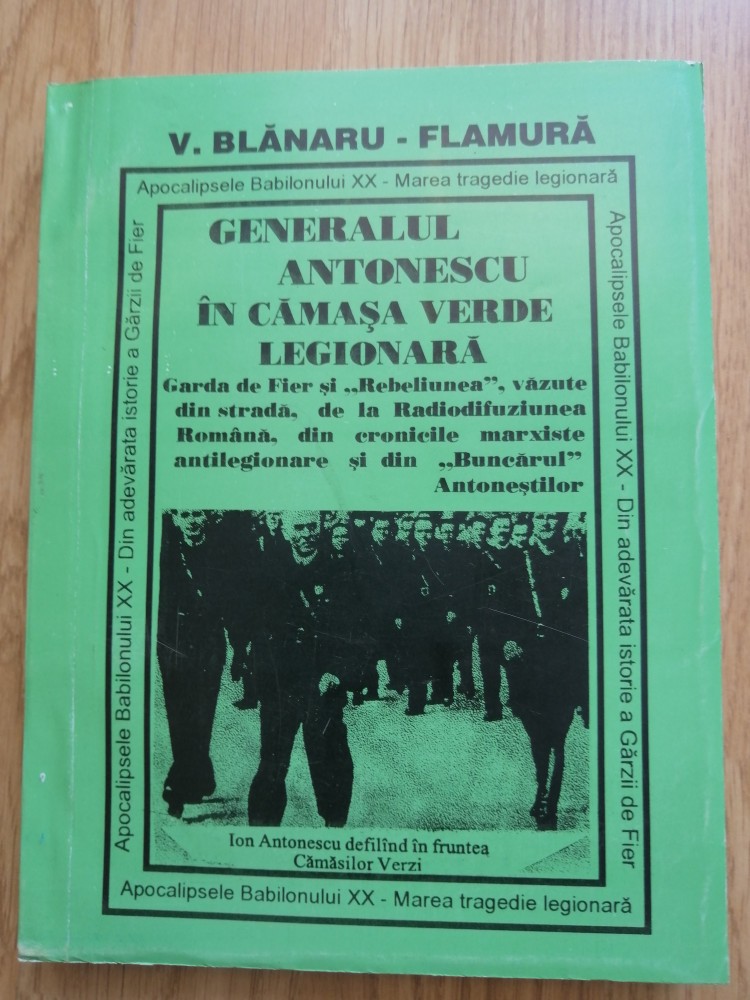 V. BLĂNARU - FLAMURĂ
Apocalipsele Babilonului XX - Marea tragedie legionară
Apocalipsele Babilonului XX - Din adevărata istorie a Gărzii de Fier
GENERALUL
ANTONESCU
ÎN CĂMAŞA VERDE
LEGIONARĂ
Garda de Fier şi „Rebeliunea”, văzute
din stradă, de la Radiodifuziunea
Română, din cronicile marxiste
antilegionare şi din „Buncărul”
Antoneştilor
Ion Antonescu defilînd în fruntea
Cămăsilor Verzi
Apocalipsele Babilonului XX - Din adevărata istorie a Gărzii de Fier
Apocalipsele Babilonului XX - Marea tragedie legionară